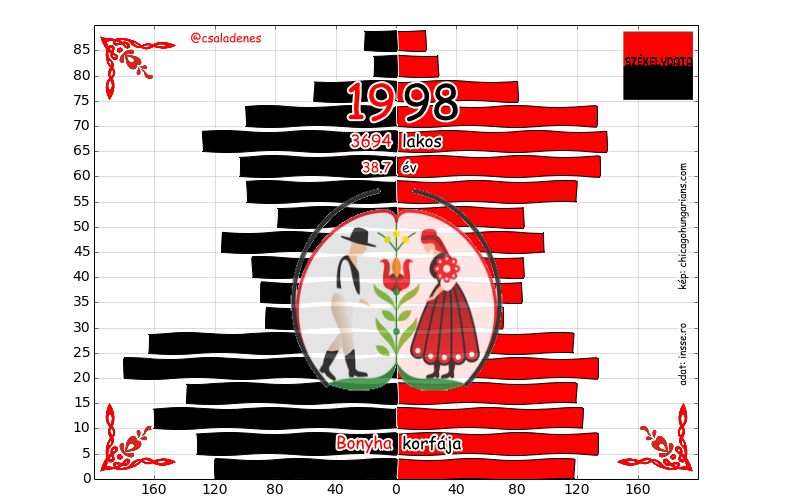 @csaladenes
SZÉKELYDATA
1998
3694 lakos
38.7 év
kép: chicagohungarians.com
adat: insse.ro
Bonyha korfája
85
80
75
70
65
60
55
50
45
40
35
30
25
20
15
10
5
0
160 120 80 40 0 40 80 120 160